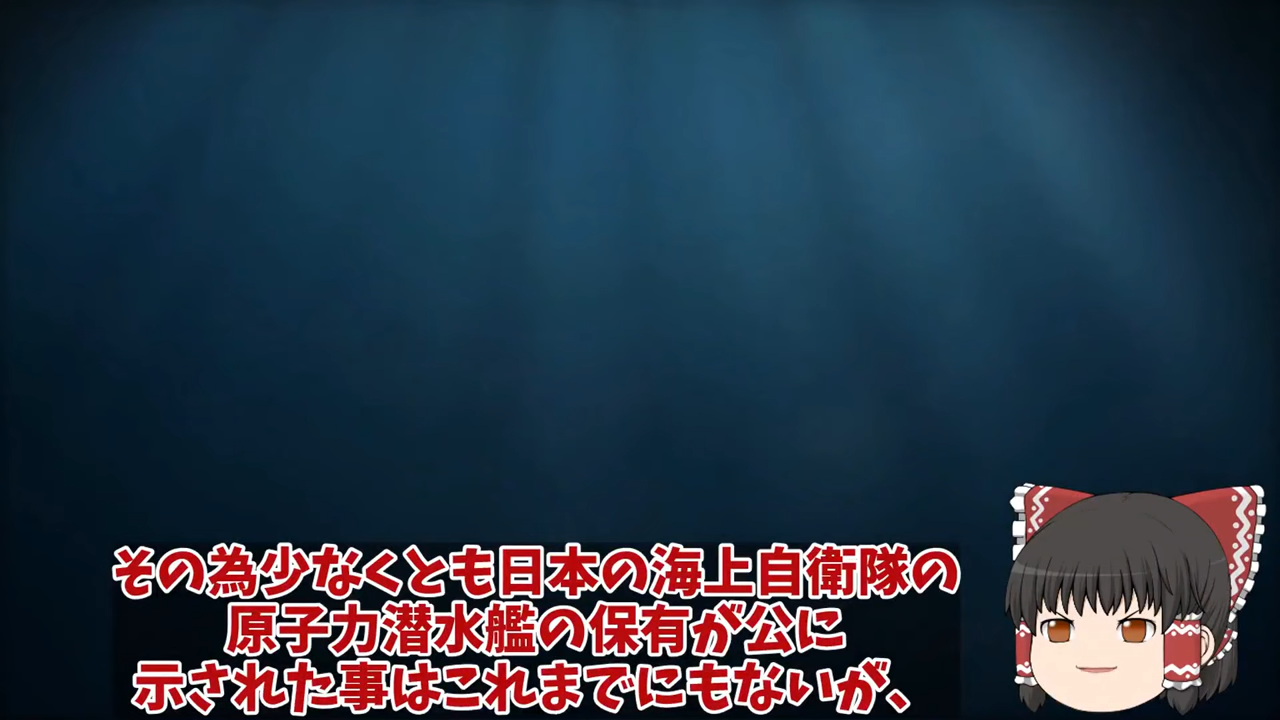 その為少なくとも日本の海上自衛隊の
原子力潜水艦の保有が公に
示された事はこれまでにもないが、